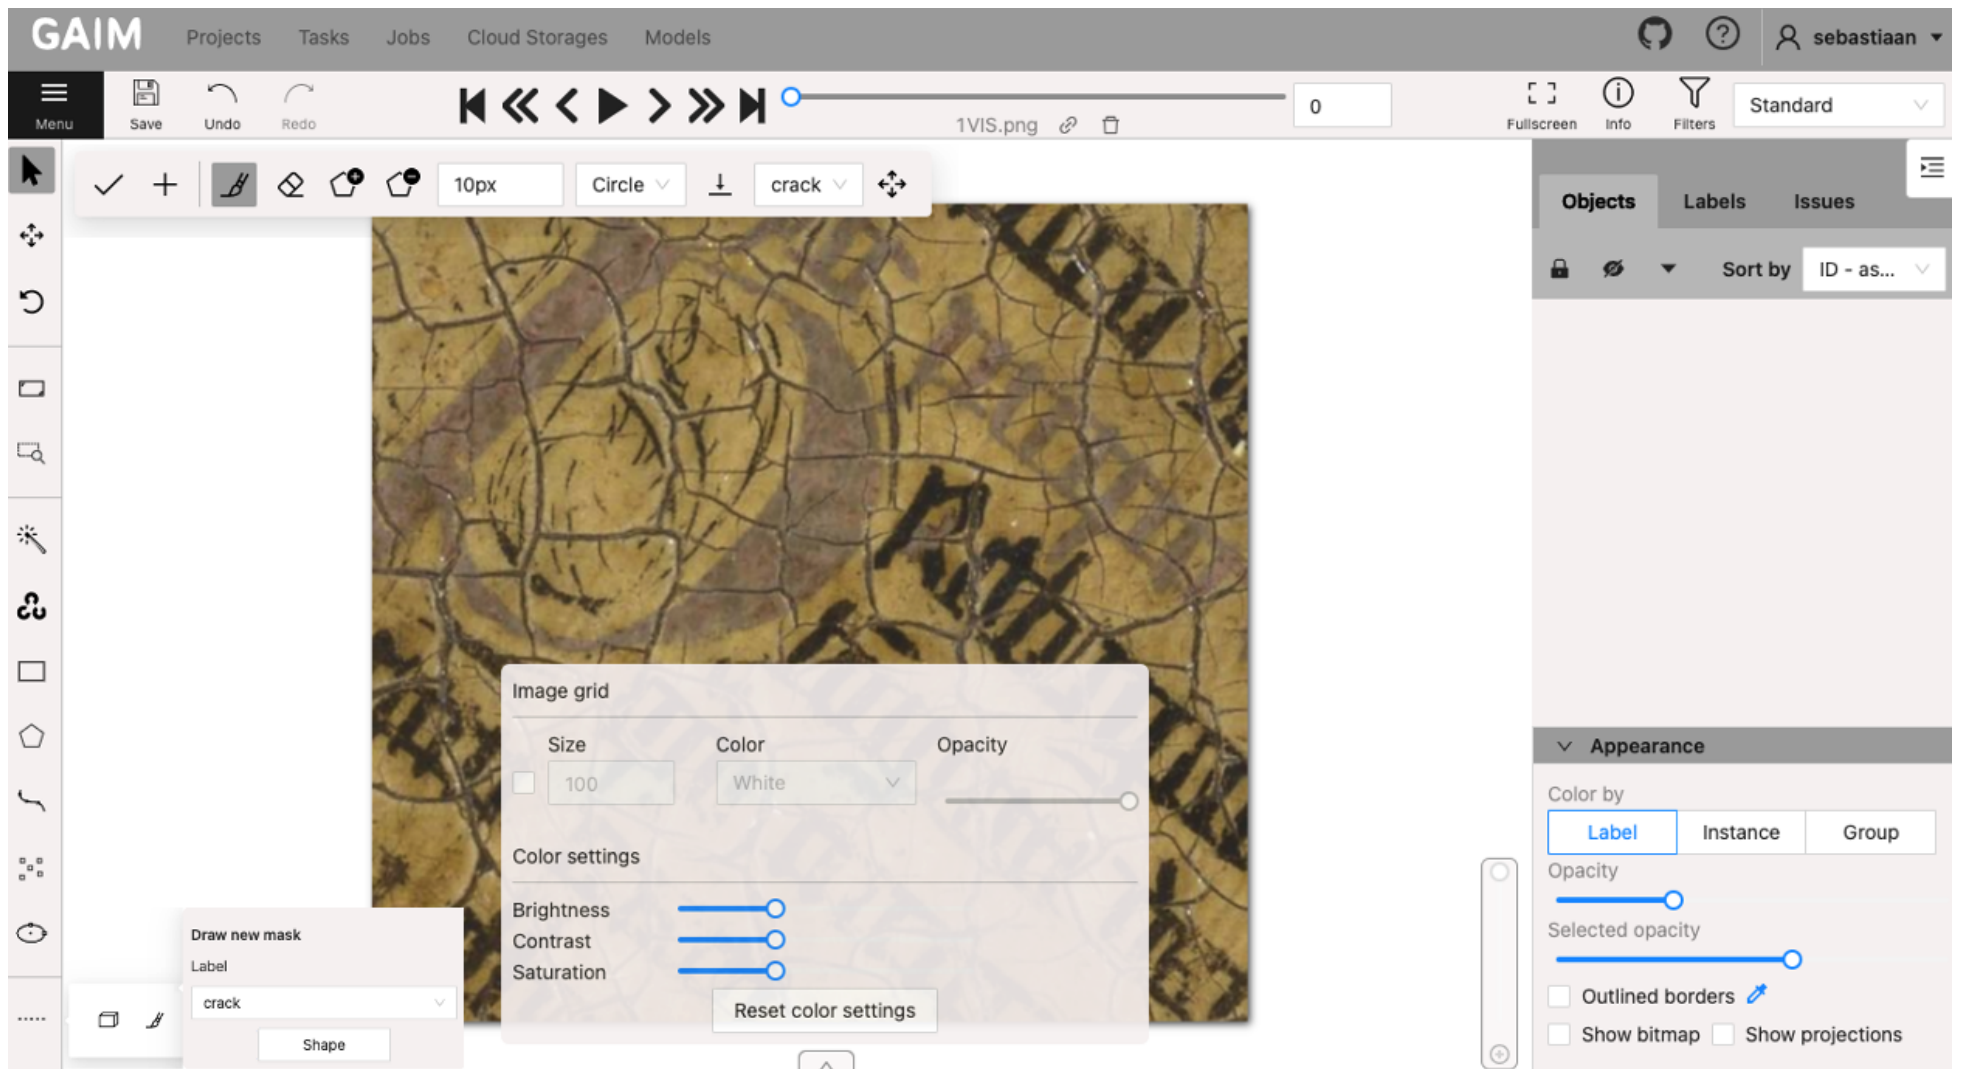 GAIM Projects Tasks Jobs Cloud Storages Models sebastiaan
Menu Save Undo Redo 1VIS.png 0 Fullscreen Info Filters Standard
10px Circle crack
Objects Labels Issues
Sort by ID - as...
Image grid
Size Color Opacity
100 White
Color settings
Brightness
Contrast
Saturation
Reset color settings
Draw new mask
Label
crack
Shape
Appearance
Color by
Label Instance Group
Opacity
Selected opacity
Outlined borders
Show bitmap Show projections